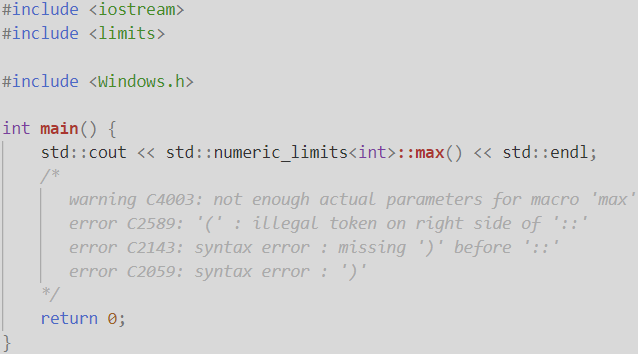 #include <iostream>
#include <limits>
#include <Windows.h>
int main() {
std::cout << std::numeric_limits<int>::max() << std::endl;
/*
warning C4003: not enough actual parameters for macro 'max'
error C2589: '(' : illegal token on right side of '::'
error C2143: syntax error : missing ')' before '::'
error C2059: syntax error : ')'
*/
return 0;
}